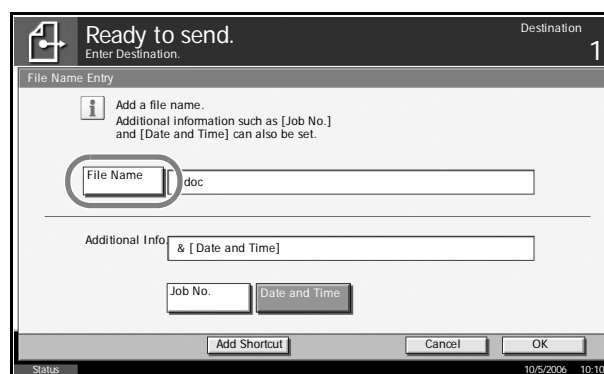 Ready to send.
Destination
Enter Destination.
1
File Name Entry
Add a file name.
Additional information such as [Job No.]
and [Date and Time] can also be set.
File Name
doc
Additional Info.
& [Date and Time]
Job No.
Date and Time
Add Shortcut
Cancel
OK
Status
10/5/2006 10:10